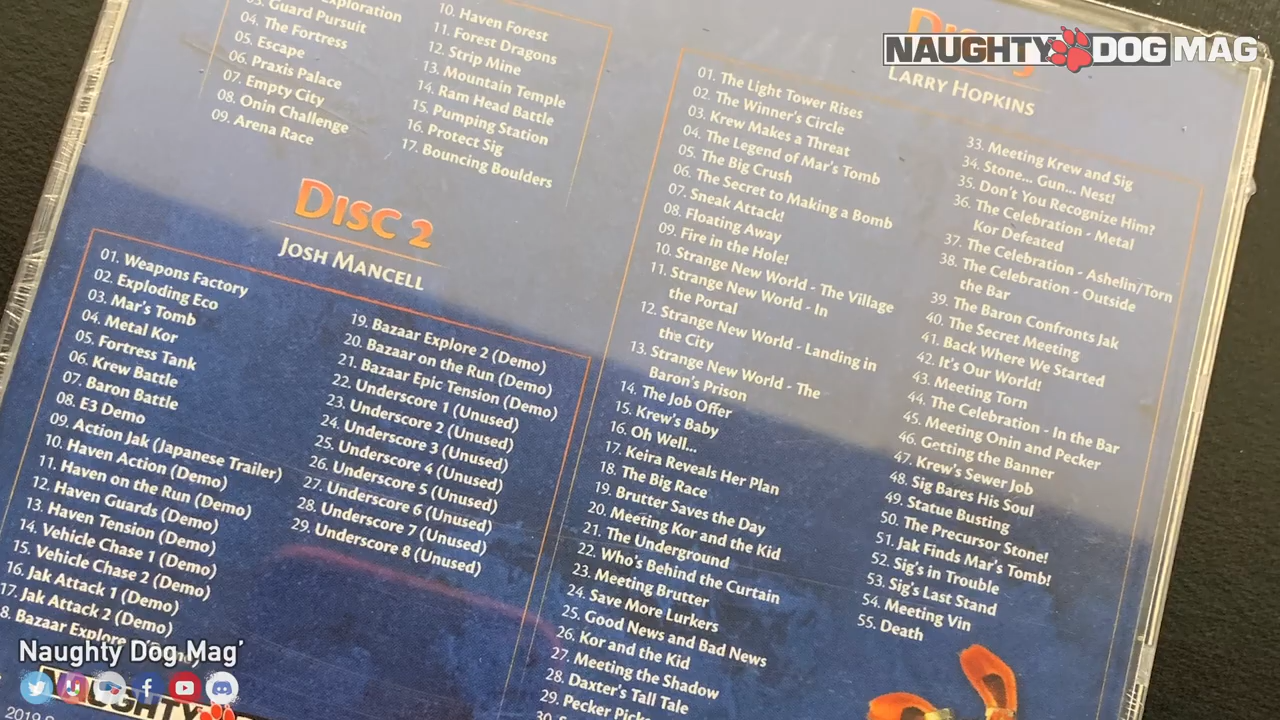 Exploration
03. Guard Pursuit
04. The Fortress
05. Escape
06. Praxis Palace
07. Empty City
08. Onin Challenge
09. Arena Race
10. Haven Forest
11. Forest Dragons
12. Strip Mine
13. Mountain Temple
14. Ram Head Battle
15. Pumping Station
16. Protect Sig
17. Bouncing Boulders
DISC 2
JOSH MANCELL
01. Weapons Factory
02. Exploding Eco
03. Mar's Tomb
04. Metal Kor
05. Fortress Tank
06. Krew Battle
07. Baron Battle
08. E3 Demo
09. Action Jak (Japanese Trailer)
10. Haven Action (Demo)
11. Haven on the Run (Demo)
12. Haven Guards (Demo)
13. Haven Tension (Demo)
14. Vehicle Chase 1 (Demo)
15. Vehicle Chase 2 (Demo)
16. Jak Attack 1 (Demo)
17. Jak Attack 2 (Demo)
8. Bazaar Explore
19. Bazaar Explore 2 (Demo)
20. Bazaar on the Run (Demo)
21. Bazaar Epic Tension (Demo)
22. Underscore 1 (Unused)
23. Underscore 2 (Unused)
24. Underscore 3 (Unused)
25. Underscore 4 (Unused)
26. Underscore 5 (Unused)
27. Underscore 6 (Unused)
28. Underscore 7 (Unused)
29. Underscore 8 (Unused)
NAUGHTY DOG MAG
LARRY HOPKINS
01. The Light Tower Rises
02. The Winner's Circle
03. Krew Makes a Threat
04. The Legend of Mar's Tomb
05. The Big Crush
06. The Secret to Making a Bomb
07. Sneak Attack!
08. Floating Away
09. Fire in the Hole!
10. Strange New World - The Village
11. Strange New World - In
the Portal
12. Strange New World - Landing in
the City
13. Strange New World - The
Baron's Prison
14. The Job Offer
15. Krew's Baby
16. Oh Well...
17. Keira Reveals Her Plan
18. The Big Race
19. Brutter Saves the Day
20. Meeting Kor and the Kid
21. The Underground
22. Who's Behind the Curtain
23. Meeting Brutter
24. Save More Lurkers
25. Good News and Bad News
26. Kor and the Kid
27. Meeting the Shadow
28. Daxter's Tall Tale
29. Pecker
33. Meeting Krew and Sig
34. Stone... Gun... Nest!
35. Don't You Recognize Him?
36. The Celebration - Metal
Kor Defeated
37. The Celebration - Ashelin/Torn
38. The Celebration - Outside
the Bar
39. The Baron Confronts Jak
40. The Secret Meeting
41. Back Where We Started
42. It's Our World!
43. Meeting Torn
44. The Celebration - In the Bar
45. Meeting Onin and Pecker
46. Getting the Banner
47. Krew's Sewer Job
48. Sig Bares His Soul
49. Statue Busting
50. The Precursor Stone!
51. Jak Finds Mar's Tomb!
52. Sig's in Trouble
53. Sig's Last Stand
54. Meeting Vin
55. Death
Naughty Dog Mag'
NAUGHTY
2019